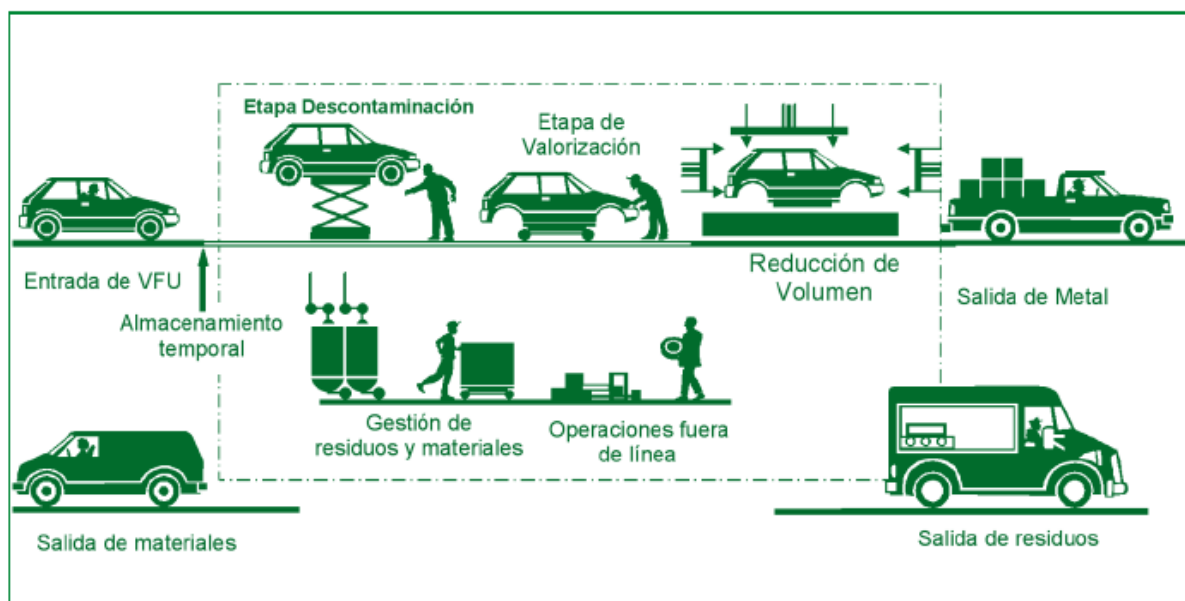 Etapa Descontaminación
Etapa de
Valorización
Entrada de VFU
Almacenamiento
temporal
Reducción de
Volumen
Salida de Metal
Gestión de
residuos y materiales
Operaciones fuera
de línea
Salida de materiales
Salida de residuos